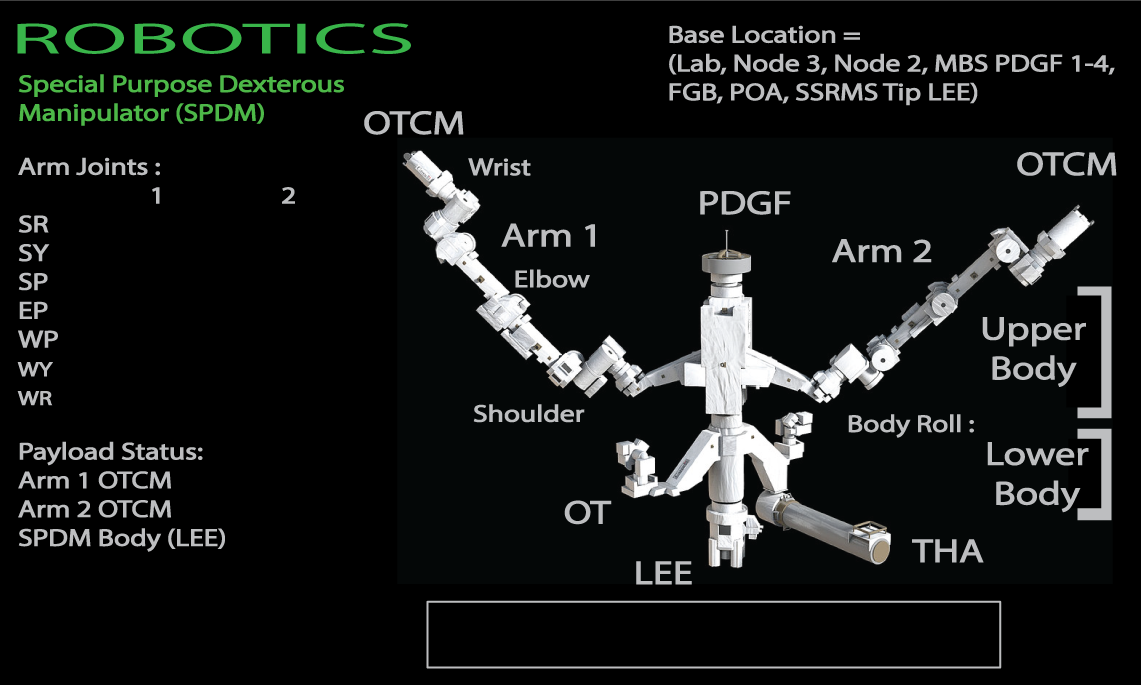 ROBOTICS
Special Purpose Dexterous
Manipulator (SPDM)
Base Location =
(Lab, Node 3, Node 2, MBS PDGF 1-4,
FGB, POA, SSRMS Tip LEE)
Arm Joints :
1 2
SR
SY
SP
EP
WP
WY
WR
Payload Status:
Arm 1 OTCM
Arm 2 OTCM
SPDM Body (LEE)
OTCM
Wrist
Arm 1
Elbow
Shoulder
PDGF
OTCM
Arm 2
Upper
Body
Body Roll :
Lower
Body
OT
LEE
THA